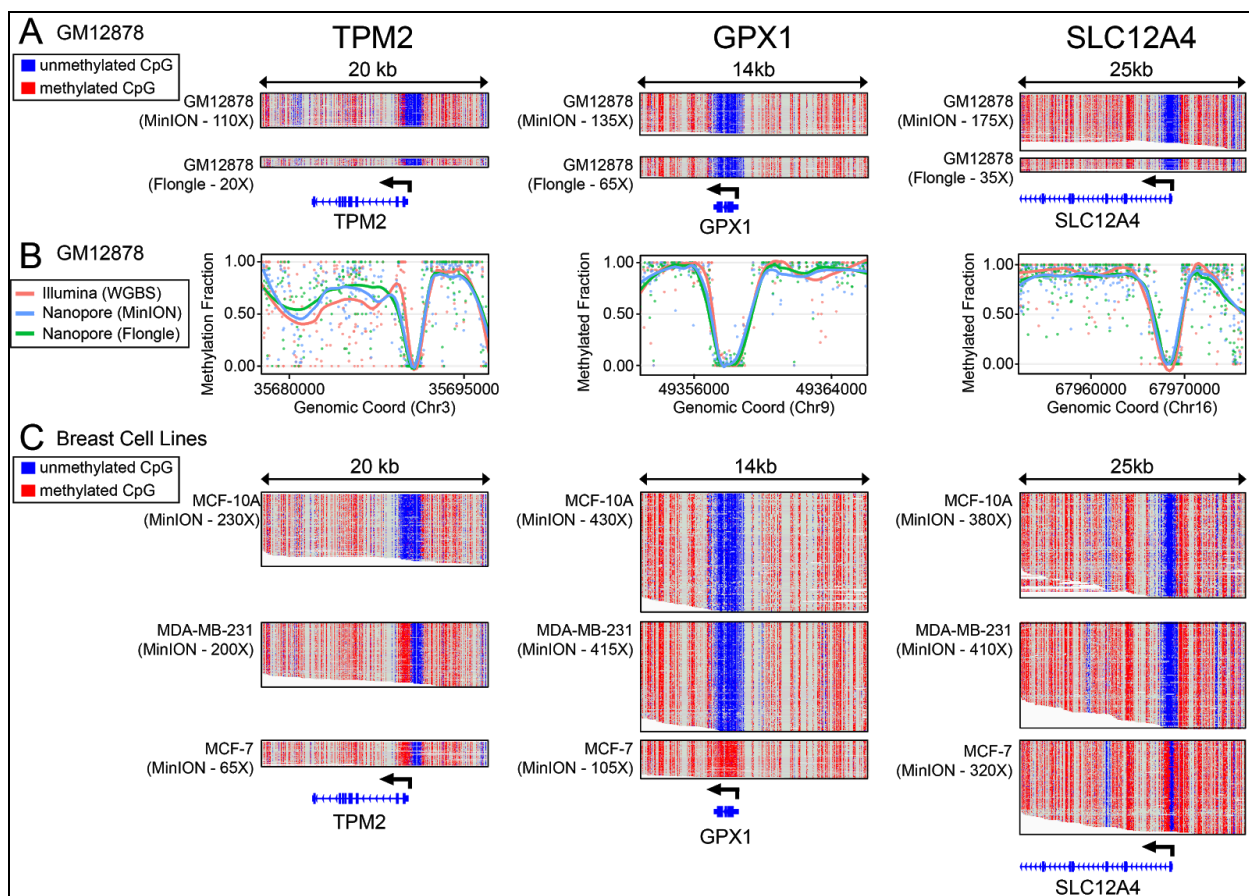 A GM12878
TPM2
GPX1
SLC12A4
unmethylated CpG
methylated CpG
20 kb
14kb
25kb
GM12878
(MinION - 110X)
GM12878
(MinION - 135X)
GM12878
(MinION - 175X)
GM12878
(Flongle - 20X)
GM12878
(Flongle - 65X)
GM12878
(Flongle - 35X)
TPM2
GPX1
SLC12A4
B GM12878
Illumina (WGBS)
Nanopore (MinION)
Nanopore (Flongle)
Methylation Fraction
1.00
0.50
0.00
35680000
35695000
Genomic Coord (Chr3)
Methylated Fraction
1.00
0.50
0.00
49356000
49364000
Genomic Coord (Chr9)
Methylated Fraction
1.00
0.50
0.00
67960000
67970000
Genomic Coord (Chr16)
C Breast Cell Lines
unmethylated CpG
methylated CpG
20 kb
14kb
25kb
MCF-10A
(MinION - 230X)
MCF-10A
(MinION - 430X)
MCF-10A
(MinION - 380X)
MDA-MB-231
(MinION - 200X)
MDA-MB-231
(MinION - 415X)
MDA-MB-231
(MinION - 410X)
MCF-7
(MinION - 65X)
MCF-7
(MinION - 105X)
MCF-7
(MinION - 320X)
TPM2
GPX1
SLC12A4